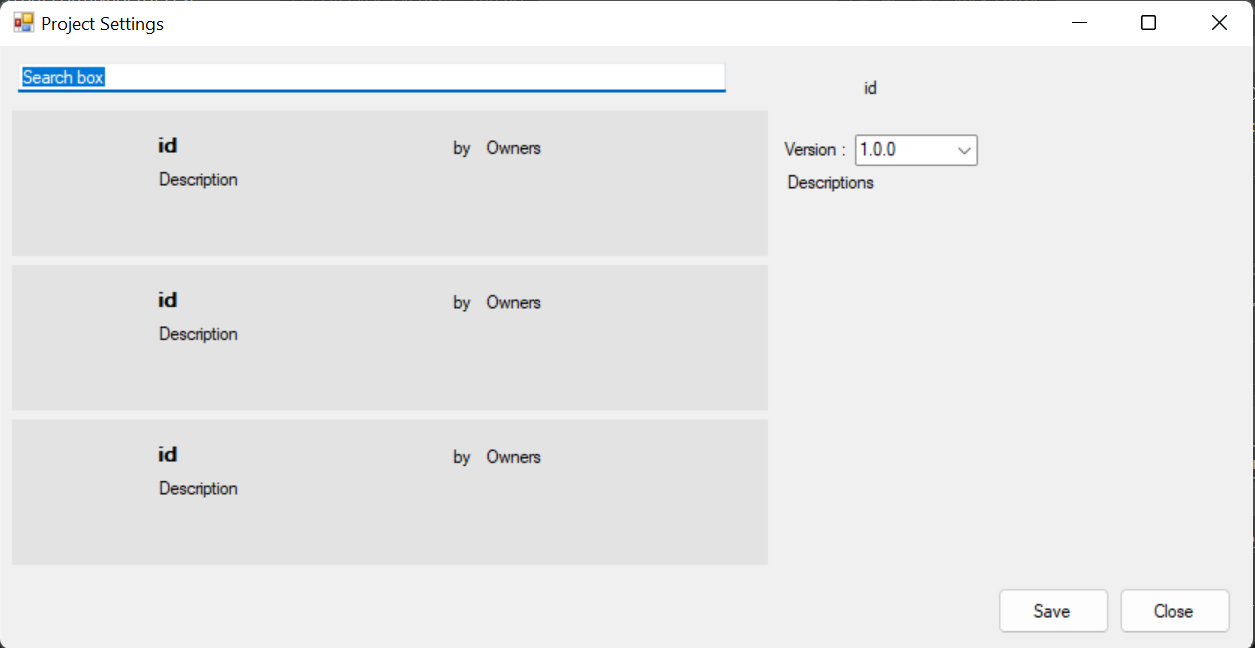 Project Settings
Search box
id
id by Owners
Description
Version : 1.0.0
Descriptions
id by Owners
Description
id by Owners
Description
Save Close